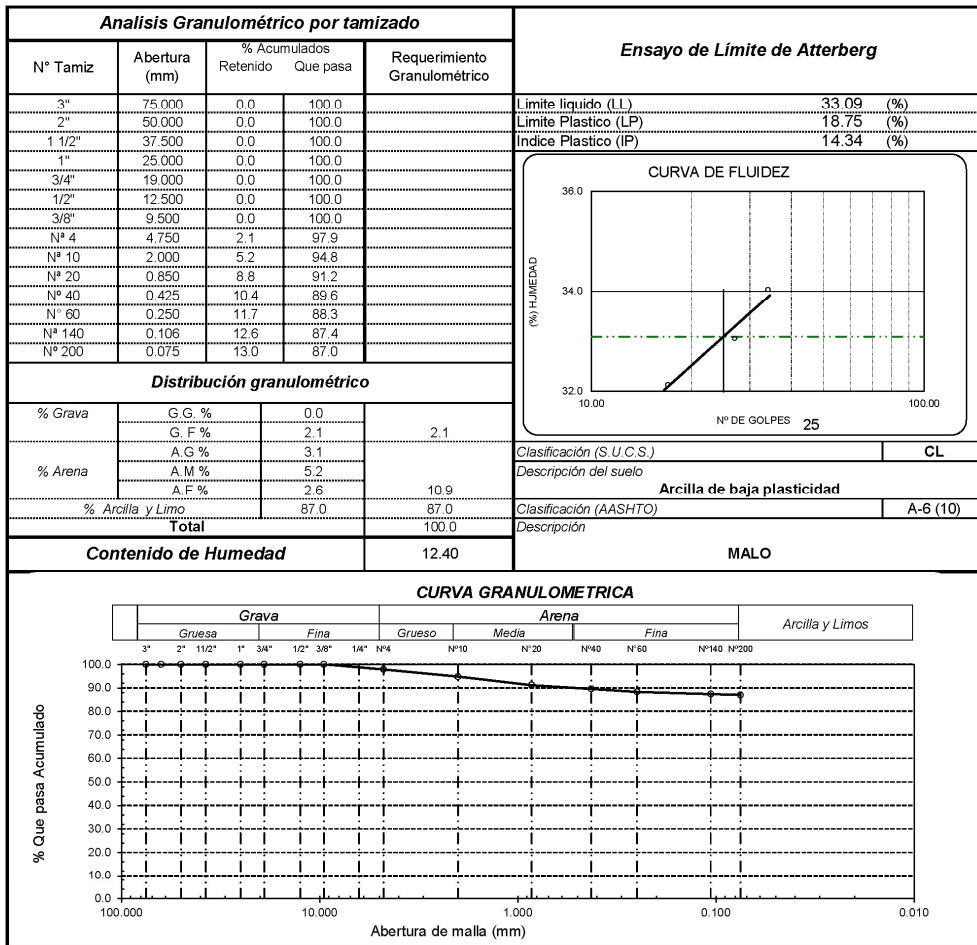 Analisis Granulométrico por tamizado
N° Tamiz
Abertura
(mm)
% Acumulados
Retenido Que pasa
Requerimiento
Granulométrico
3" 75.000 0.0 100.0
2" 50.000 0.0 100.0
1 1/2" 37.500 0.0 100.0
1" 25.000 0.0 100.0
3/4" 19.000 0.0 100.0
1/2" 12.500 0.0 100.0
3/8" 9.500 0.0 100.0
Nª 4 4.750 2.1 97.9
Nª 10 2.000 5.2 94.8
Nª 20 0.850 8.8 91.2
Nº 40 0.425 10.4 89.6
N° 60 0.250 11.7 88.3
Nª 140 0.106 12.6 87.4
Nº 200 0.075 13.0 87.0
Distribución granulométrico
% Grava G.G. % 0.0
G. F % 2.1 2.1
A.G % 3.1
% Arena A.M % 5.2
A.F % 2.6 10.9
% Arcilla y Limo 87.0 87.0
Total 100.0
Contenido de Humedad 12.40
Ensayo de Límite de Atterberg
Limite liquido (LL) 33.09 (%)
Limite Plastico (LP) 18.75 (%)
Indice Plastico (IP) 14.34 (%)
CURVA DE FLUIDEZ
36.0
34.0
32.0
(%) HUMEDAD
10.00 100.00
Nº DE GOLPES 25
Clasificación (S.U.C.S.) CL
Descripción del suelo
Arcilla de baja plasticidad
Clasificación (AASHTO) A-6 (10)
Descripción
MALO
CURVA GRANULOMETRICA
Grava Arena Arcilla y Limos
Gruesa Fina Grueso Media Fina
3" 2" 11/2" 1" 3/4" 1/2" 3/8" 1/4" Nº4 Nº10 N°20 Nº40 N°60 Nº140 Nº200
100.0
90.0
80.0
70.0
60.0
50.0
40.0
30.0
20.0
10.0
0.0
% Que pasa Acumulado
100.000 10.000 1.000 0.100 0.010
Abertura de malla (mm)